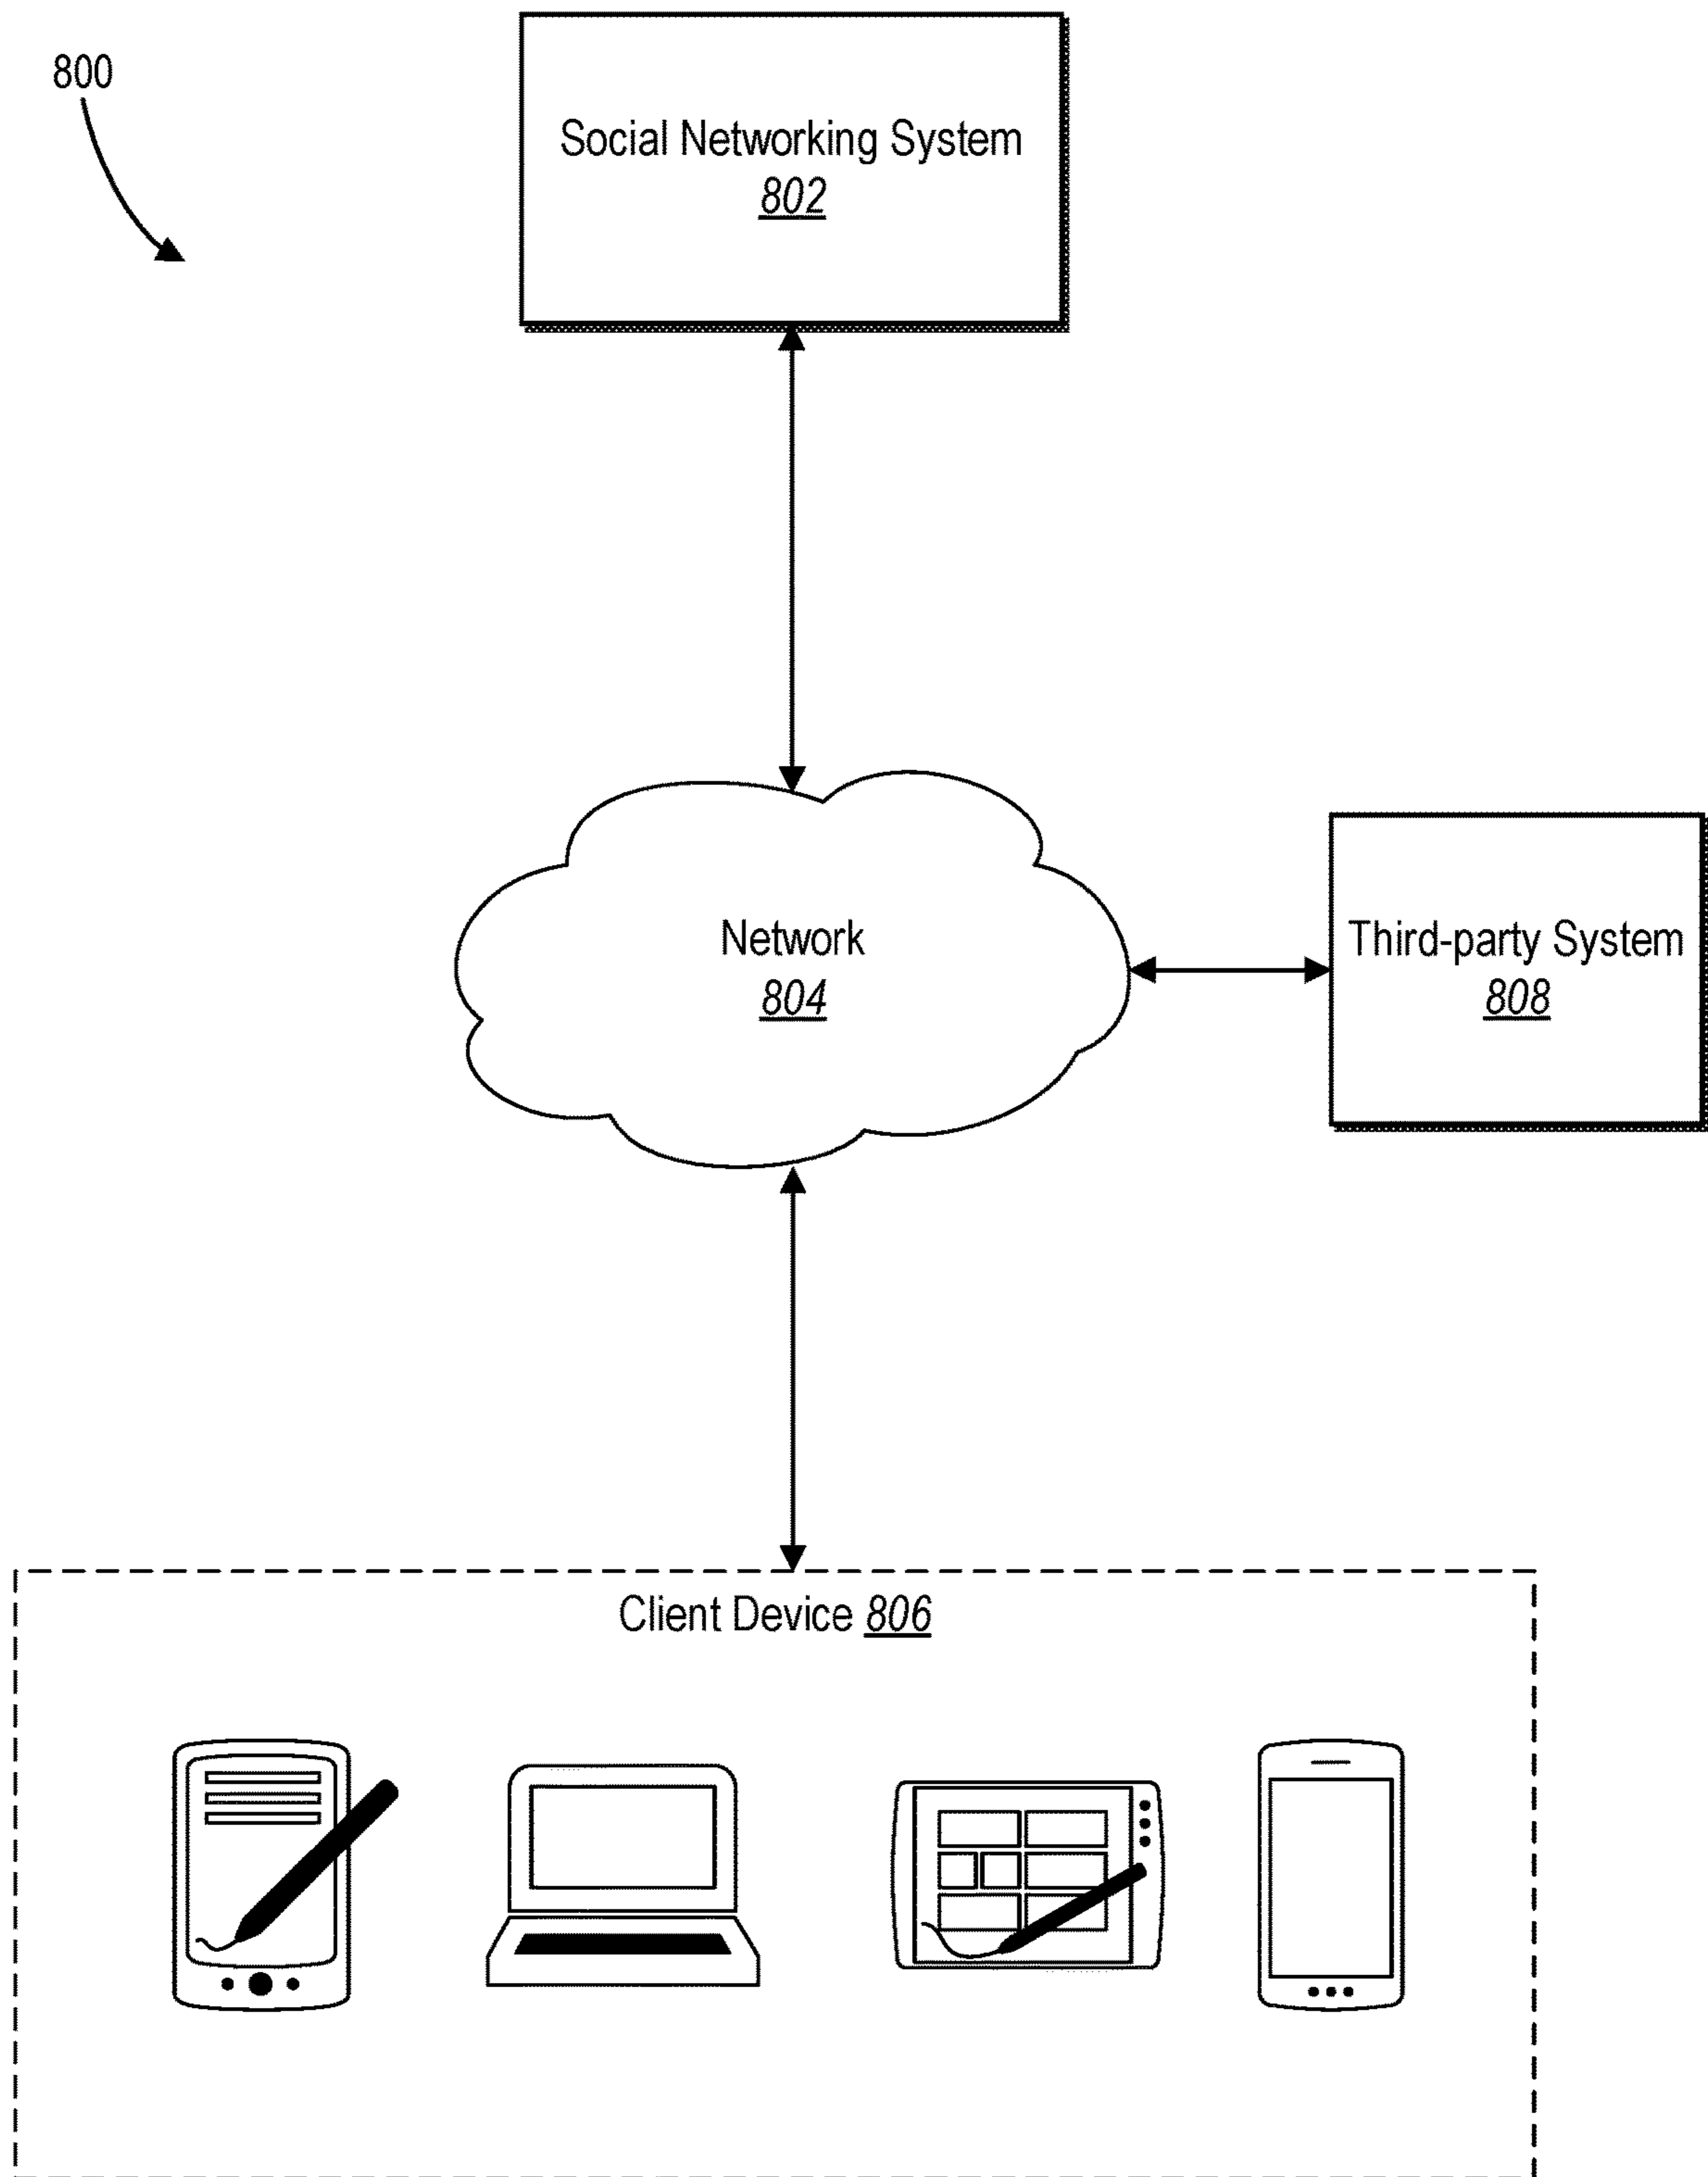 800
Social Networking System
802
Network
804
Third-party System
808
Client Device 806